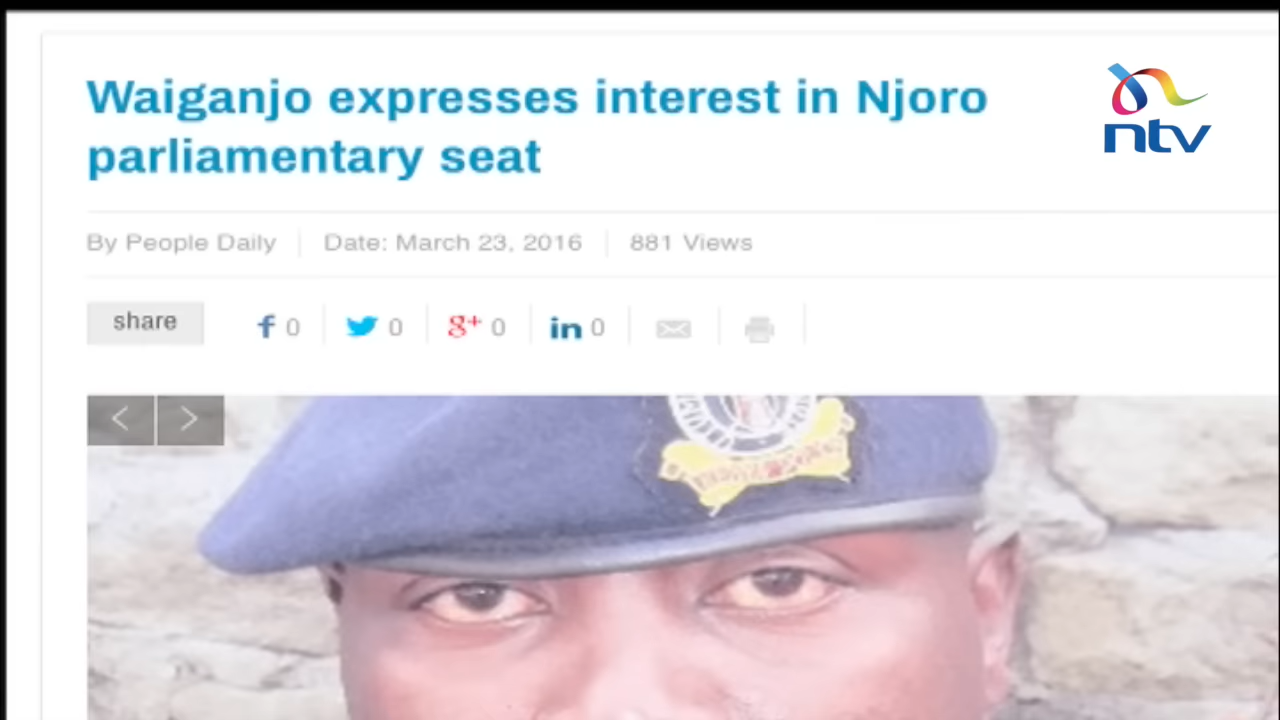 Waiganjo expresses interest in Njoro
parliamentary seat
ntv
By People Daily
Date: March 23, 2016
881 Views
share
f 0
0
g+ 0
in 0